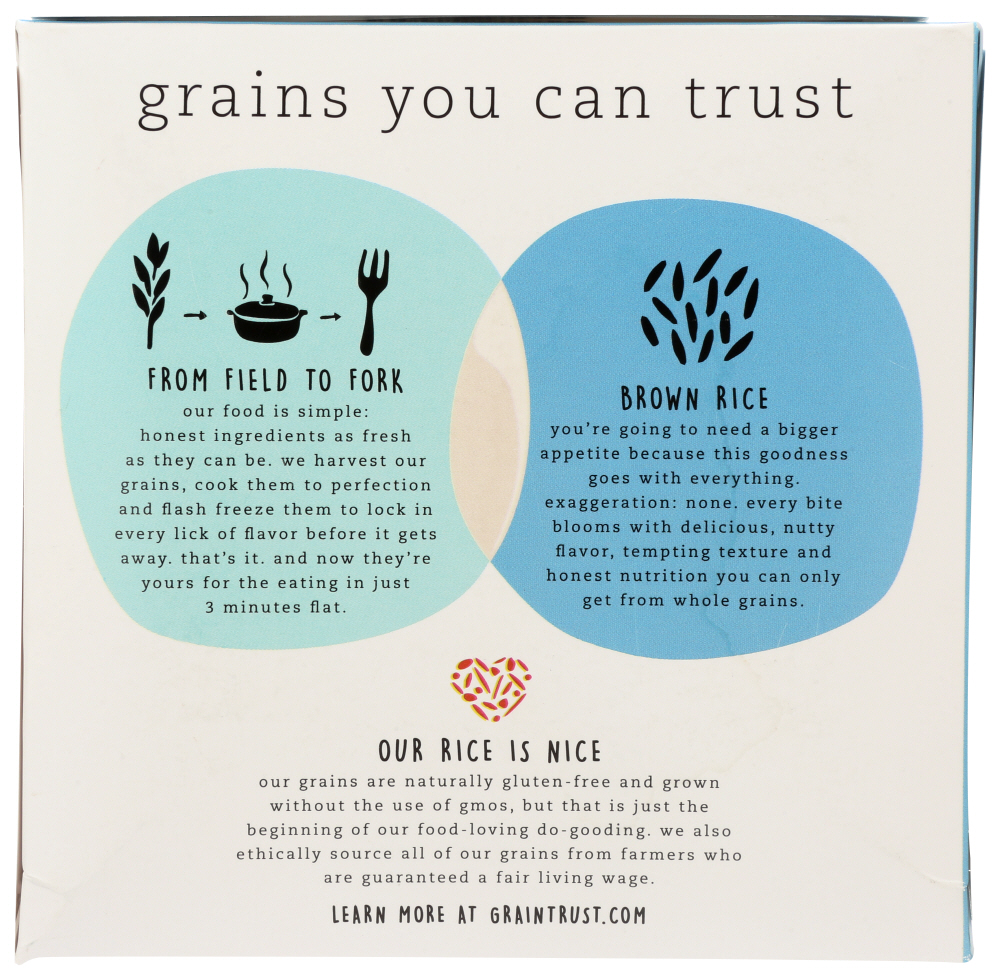 grains you can trust
FROM FIELD TO FORK
our food is simple:
honest ingredients as fresh
as they can be. we harvest our
grains, cook them to perfection
and flash freeze them to lock in
every lick of flavor before it gets
away. that's it. and now they're
yours for the eating in just
3 minutes flat.
BROWN RICE
you're going to need a bigger
appetite because this goodness
goes with everything.
exaggeration: none. every bite
blooms with delicious, nutty
flavor, tempting texture and
honest nutrition you can only
get from whole grains.
OUR RICE IS NICE
our grains are naturally gluten-free and grown
without the use of gmos, but that is just the
beginning of our food-loving do-gooding. we also
ethically source all of our grains from farmers who
are guaranteed a fair living wage.
LEARN MORE AT GRAINTRUST.COM